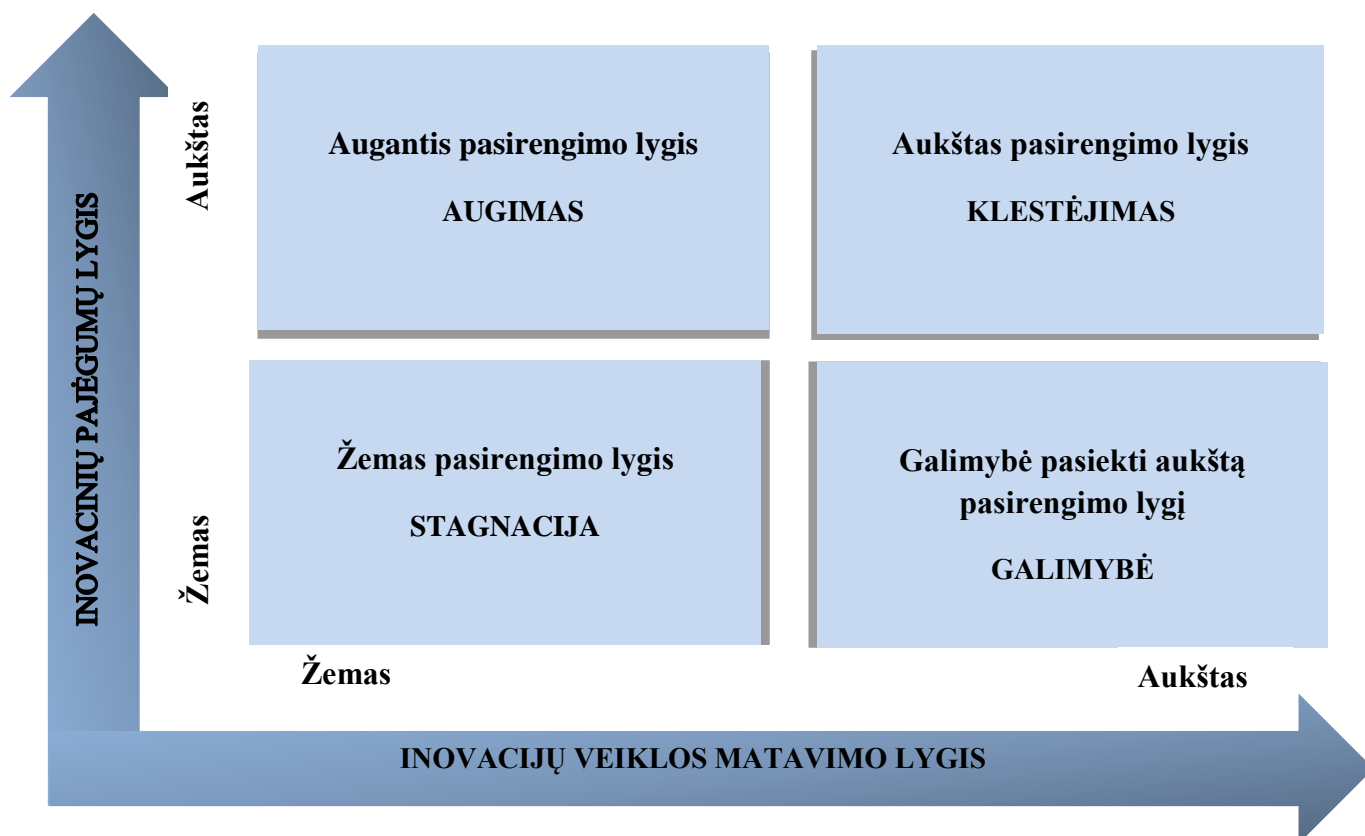 INOVACINIŲ PAJĖGUMŲ LYGIS
Aukštas
Augantis pasirengimo lygis
AUGIMAS
Aukštas pasirengimo lygis
KLESTĖJIMAS
Žemas
Žemas pasirengimo lygis
STAGNACIJA
Galimybė pasiekti aukštą
pasirengimo lygį
GALIMYBĖ
Žemas
Aukštas
INOVACIJŲ VEIKLOS MATAVIMO LYGIS